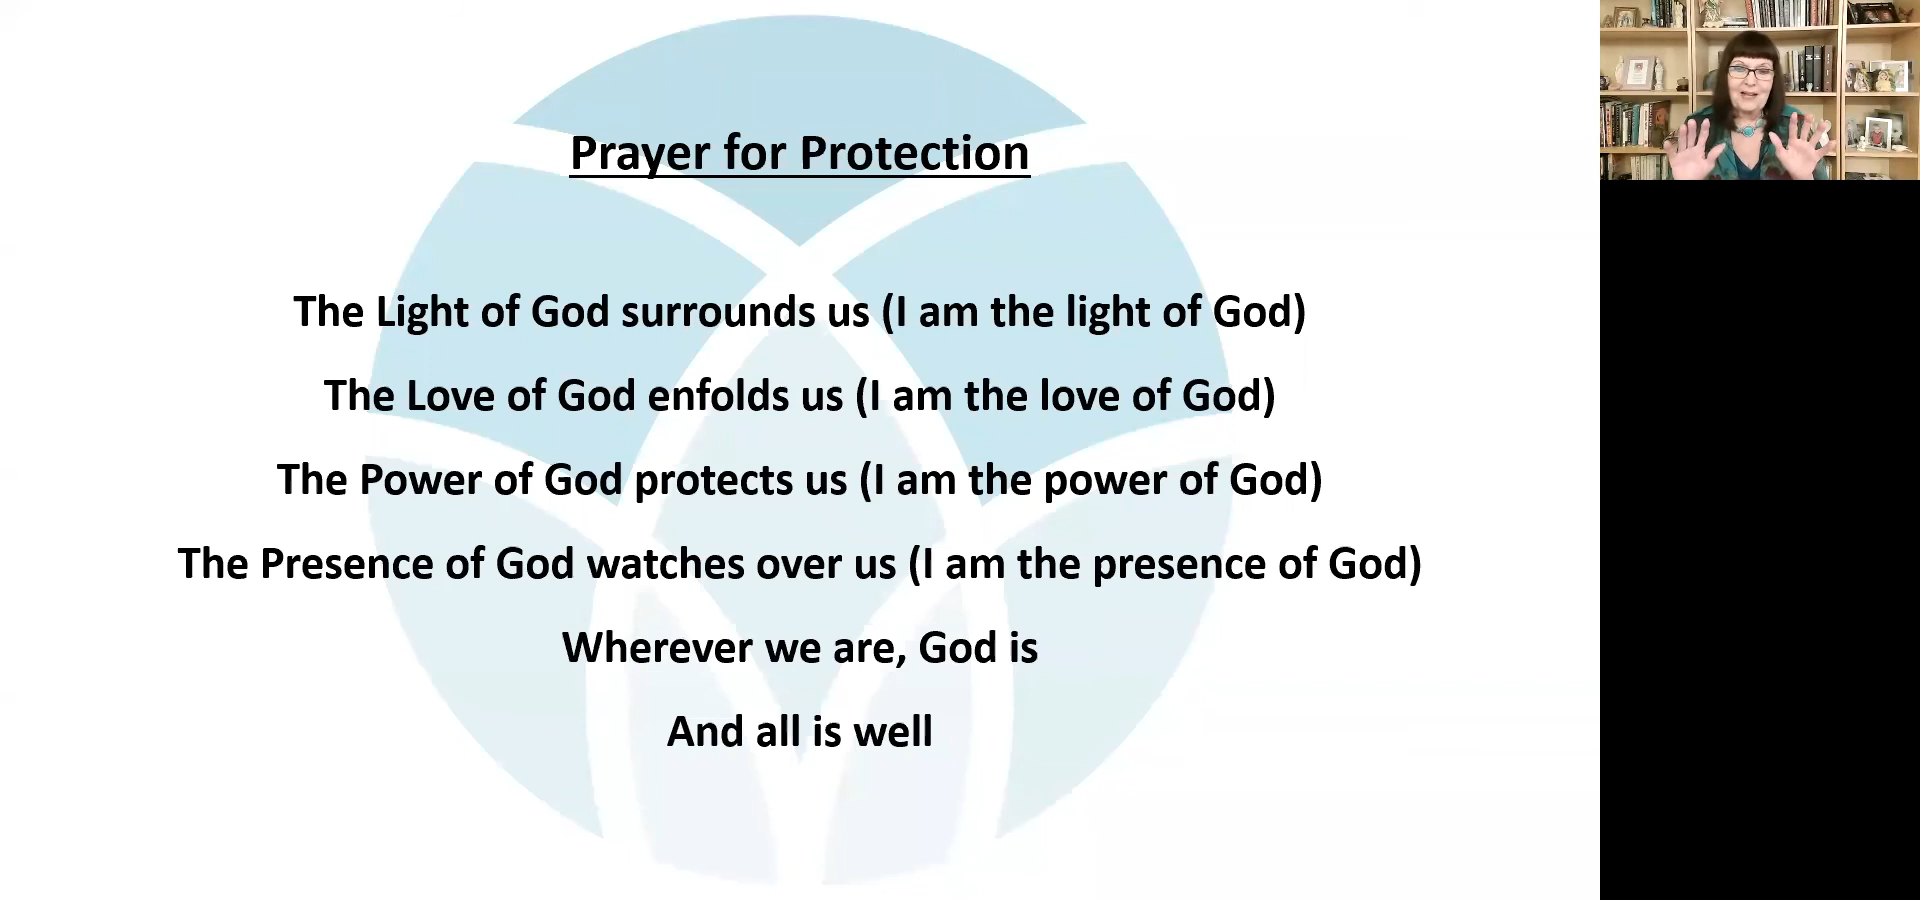 Prayer for Protection
The Light of God surrounds us (I am the light of God)
The Love of God enfolds us (I am the love of God)
The Power of God protects us (I am the power of God)
The Presence of God watches over us (I am the presence of God)
Wherever we are, God is
And all is well